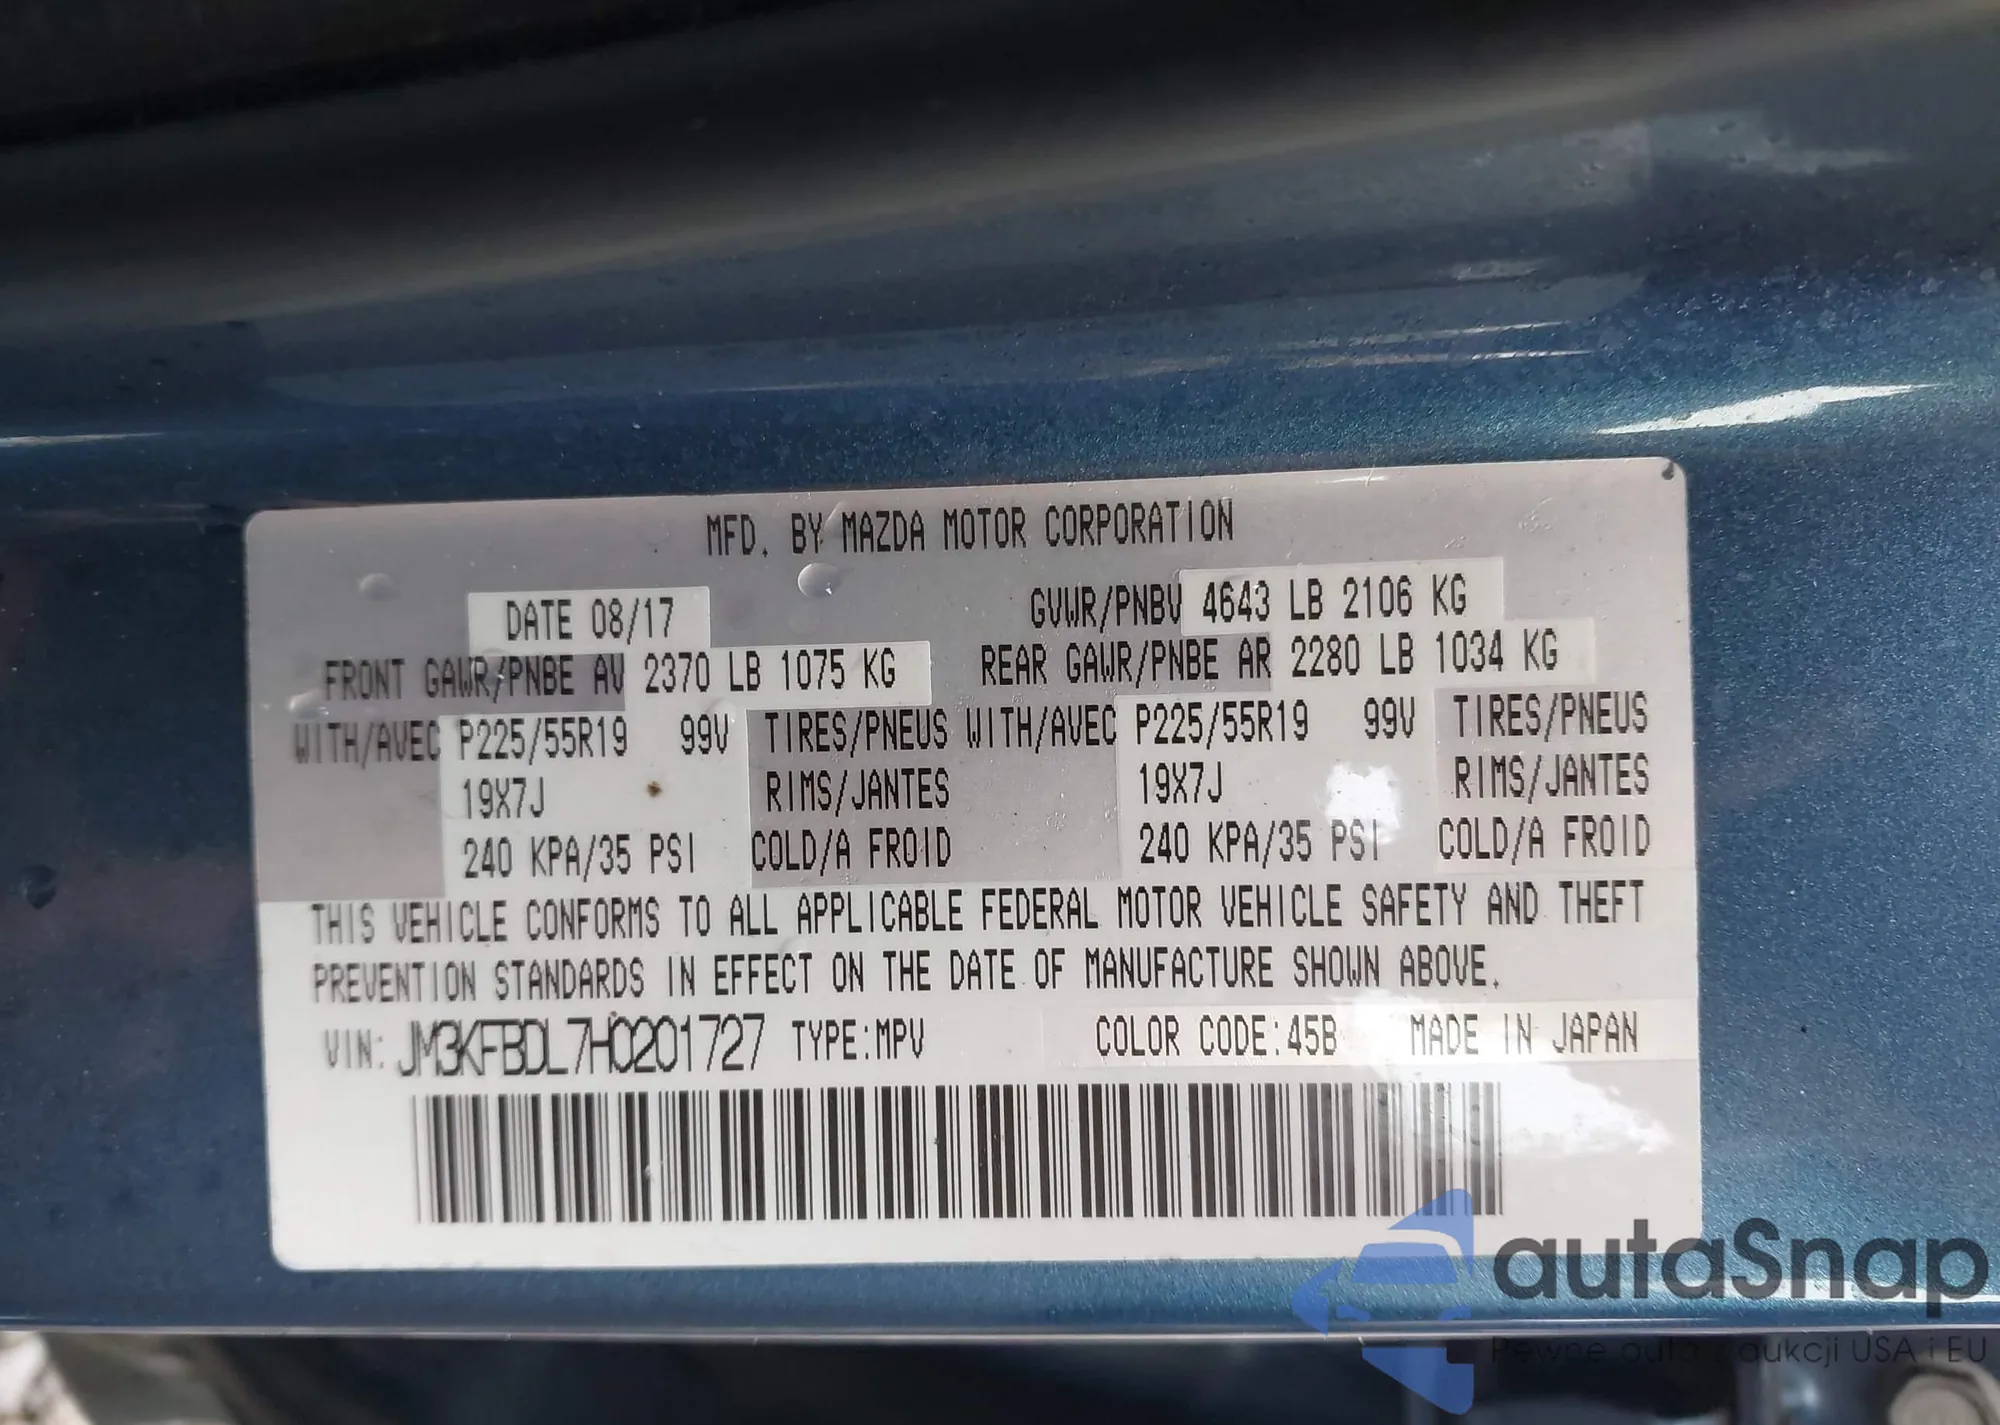 MFD. BY MAZDA MOTOR CORPORATION
DATE 08/17 GVWR/PNBV 4643 LB 2106 KG
FRONT GAWR/PNBE AV 2370 LB 1075 KG REAR GAWR/PNBE AR 2280 LB 1034 KG
WITH/AVEC P225/55R19 99V TIRES/PNEUS WITH/AVEC P225/55R19 99V TIRES/PNEUS
19X7J RIMS/JANTES 19X7J RIMS/JANTES
240 KPA/35 PSI COLD/A FROID 240 KPA/35 PSI COLD/A FROID
THIS VEHICLE CONFORMS TO ALL APPLICABLE FEDERAL MOTOR VEHICLE SAFETY AND THEFT
PREVENTION STANDARDS IN EFFECT ON THE DATE OF MANUFACTURE SHOWN ABOVE.
VIN: JM3KFBDL7H0201727 TYPE:MPV COLOR CODE:45B MADE IN JAPAN
autaSnap
Pewne auta z aukcji USA i EU